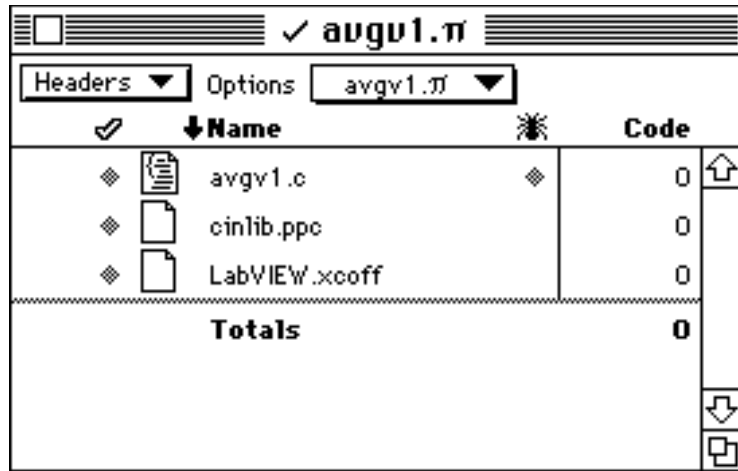 ✓ avgv1.π
Headers ▼ Options avgv1.π ▼
Name Code
avgv1.c 0
cinlib.ppc 0
LabVIEW.xcoff 0
Totals 0